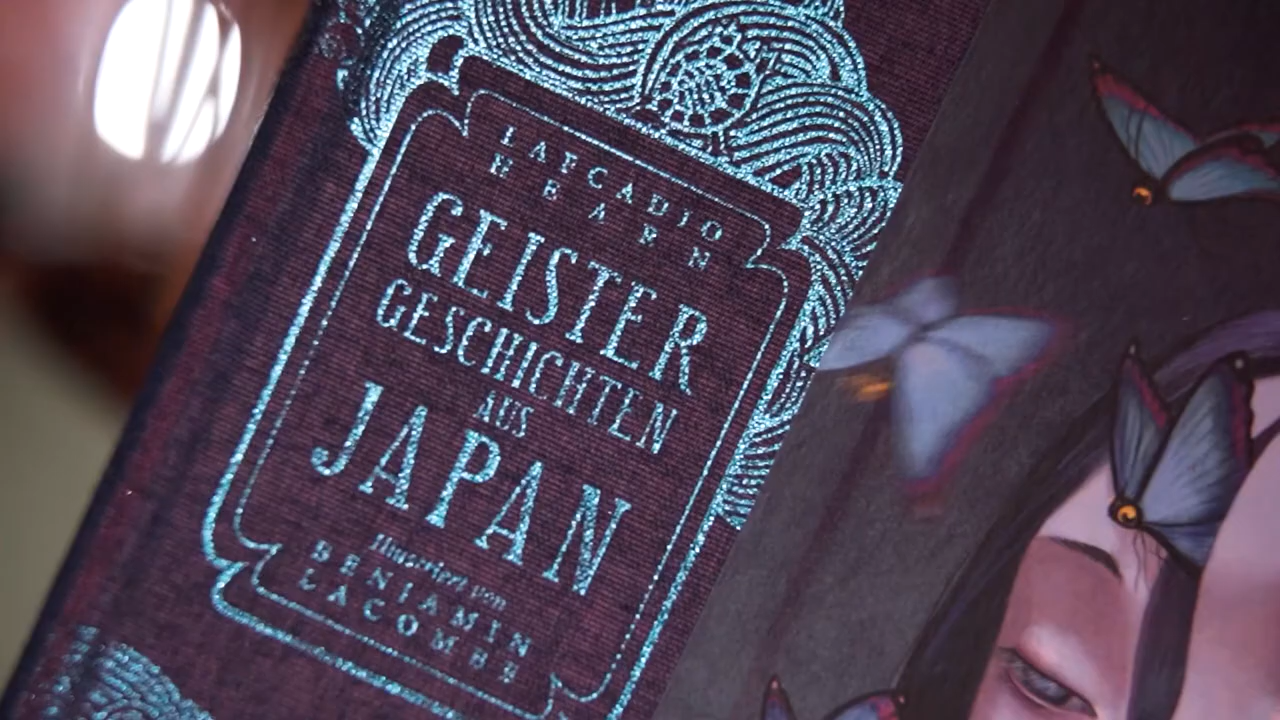 LAFCADIO
HEARN
GEISTER
GESCHICHTEN
AUS
JAPAN
Illustriert von
BENJAMIN
LACOMBE